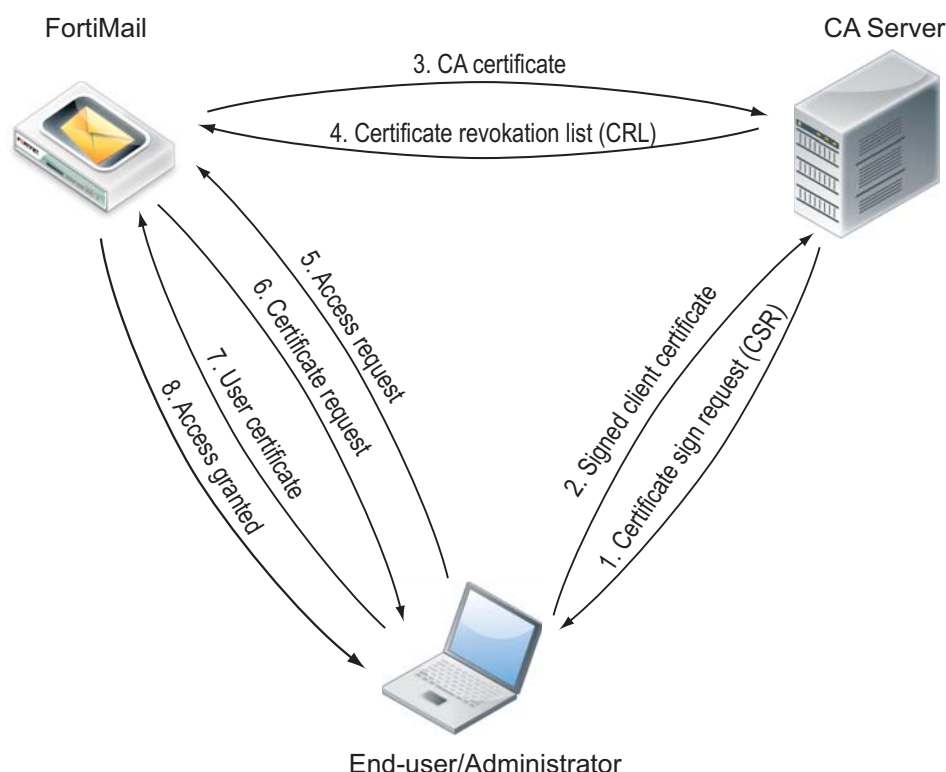 FortiMail
CA Server
3. CA certificate
4. Certificate revokation list (CRL)
5. Access request
6. Certificate request
7. User certificate
8. Access granted
2. Signed client certificate
1. Certificate sign request (CSR)
End-user/Administrator